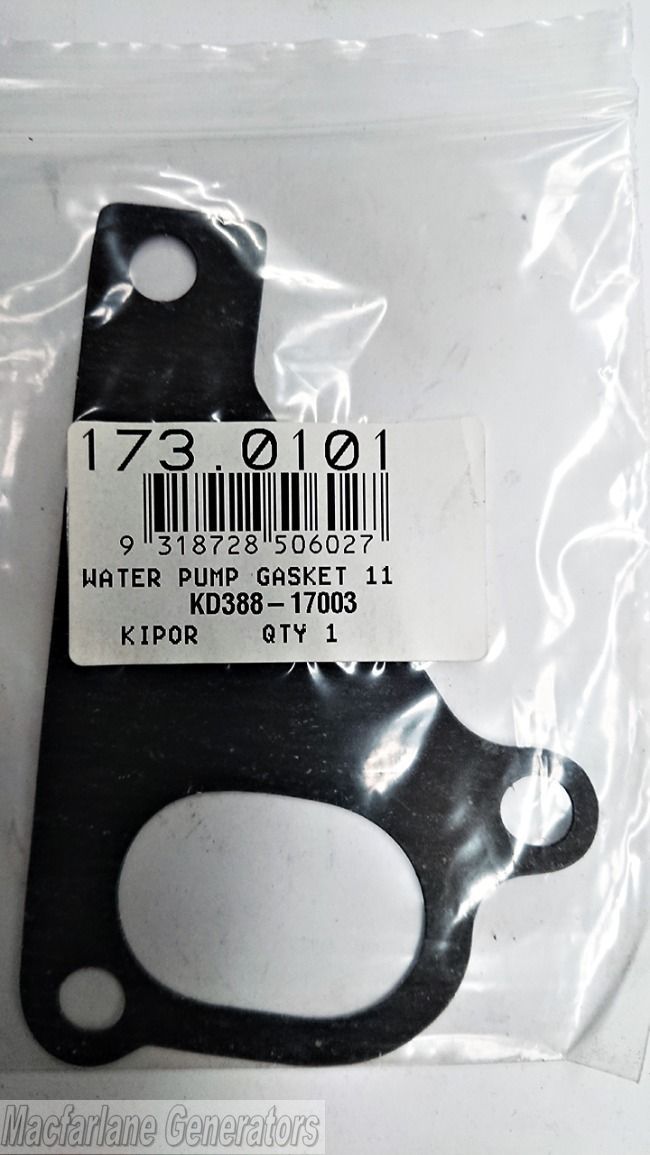 173.0101
9 318728 506027
WATER PUMP GASKET 11
KD388-17003
KIPOR QTY 1
Macfarlane Generators